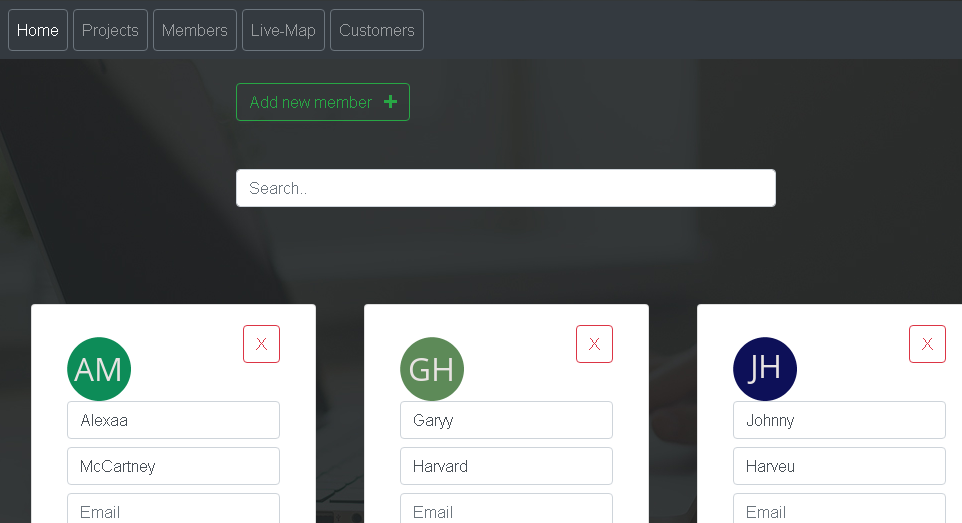 Home Projects Members Live-Map Customers
Add new member +
Search..
X X X
AM GH JH
Alexaa Garyy Johnny
McCartney Harvard Harveu
Email Email Email